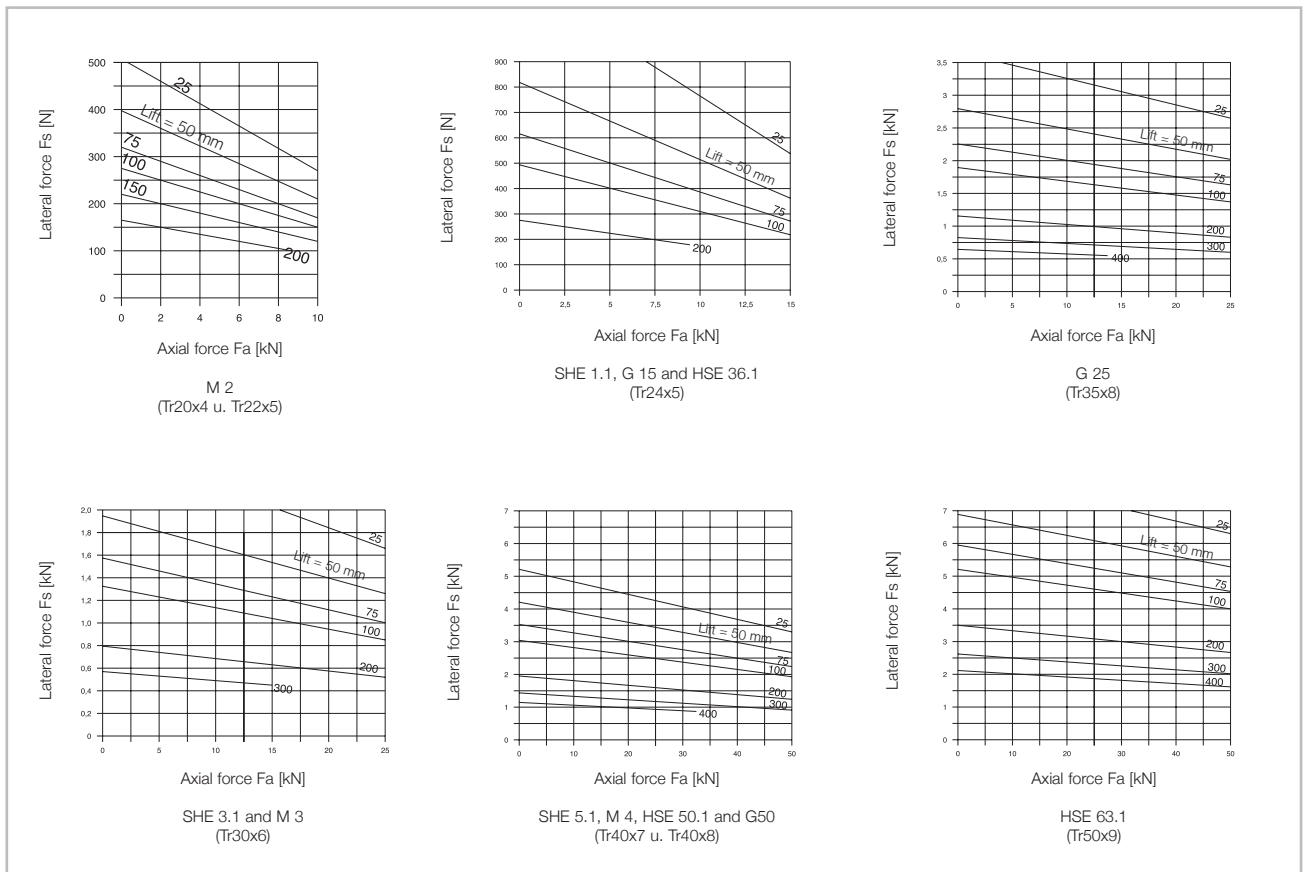 500
400
300
200
100
0
0 2 4 6 8 10
25
Lift = 50 mm
75
100
150
200
Lateral force Fs [N]
Axial force Fa [kN]
M 2
(Tr20x4 u. Tr22x5)
900
800
700
600
500
400
300
200
100
0
0 2,5 5 7,5 10 12,5 15
25
Lift = 50 mm
75
100
200
Lateral force Fs [N]
Axial force Fa [kN]
SHE 1.1, G 15 and HSE 36.1
(Tr24x5)
3,5
3
2,5
2
1,5
1
0,5
0
0 5 10 15 20 25
25
Lift = 50 mm
75
100
200
300
400
Lateral force Fs [kN]
Axial force Fa [kN]
G 25
(Tr35x8)
2,0
1,8
1,6
1,4
1,2
1,0
0,8
0,6
0,4
0,2
0
0 5 10 15 20 25
25
Lift = 50 mm
75
100
200
300
Lateral force Fs [kN]
Axial force Fa [kN]
SHE 3.1 and M 3
(Tr30x6)
7
6
5
4
3
2
1
0
0 10 20 30 40 50
25
Lift = 50 mm
75
100
200
300
400
Lateral force Fs [kN]
Axial force Fa [kN]
SHE 5.1, M 4, HSE 50.1 and G50
(Tr40x7 u. Tr40x8)
7
6
5
4
3
2
1
0
0 10 20 30 40 50
25
Lift = 50 mm
75
100
200
300
400
Lateral force Fs [kN]
Axial force Fa [kN]
HSE 63.1
(Tr50x9)